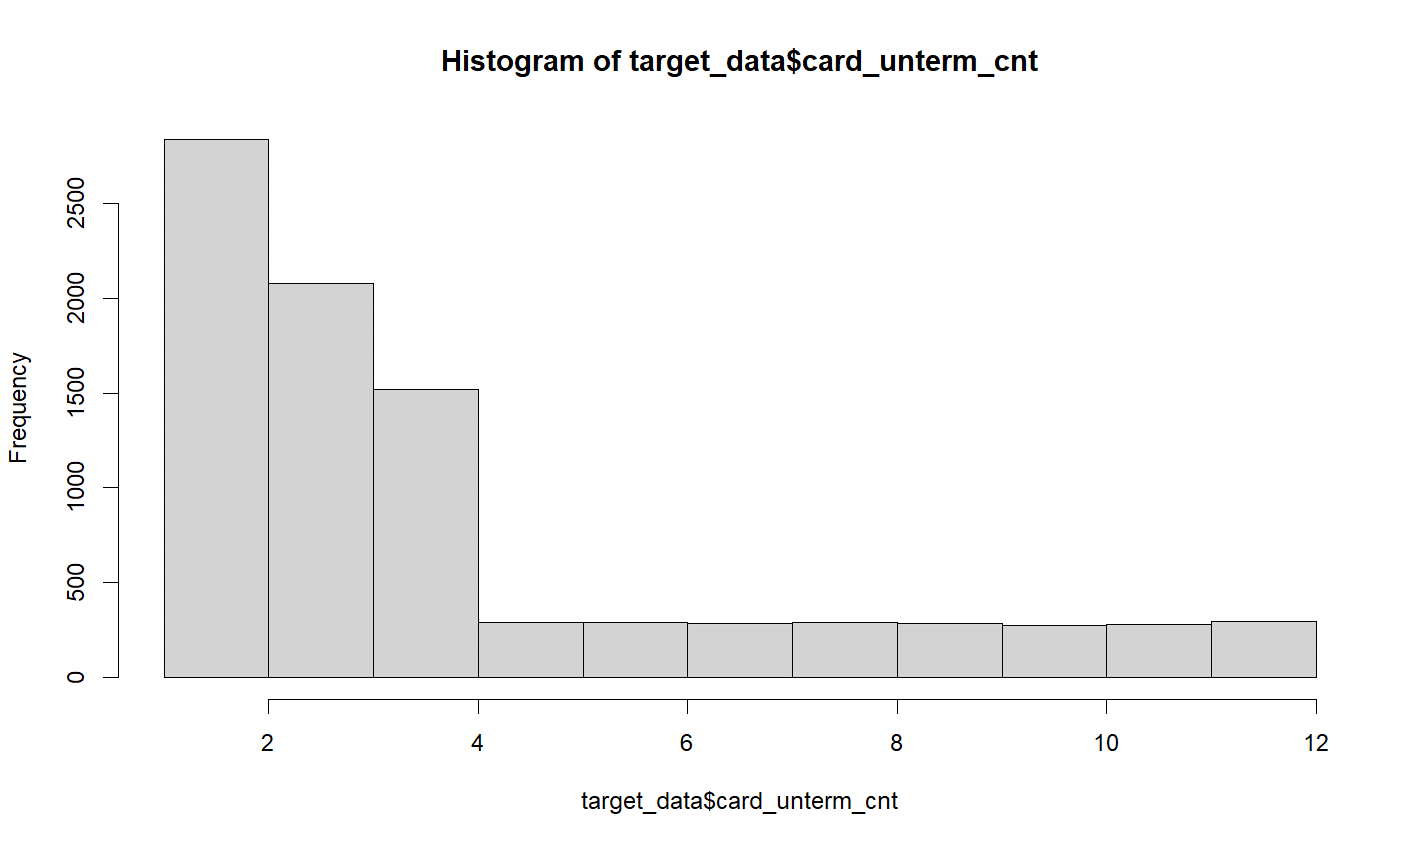 Histogram of target_data$card_unterm_cnt
Frequency
2500
2000
1500
1000
500
0
2 4 6 8 10 12
target_data$card_unterm_cnt